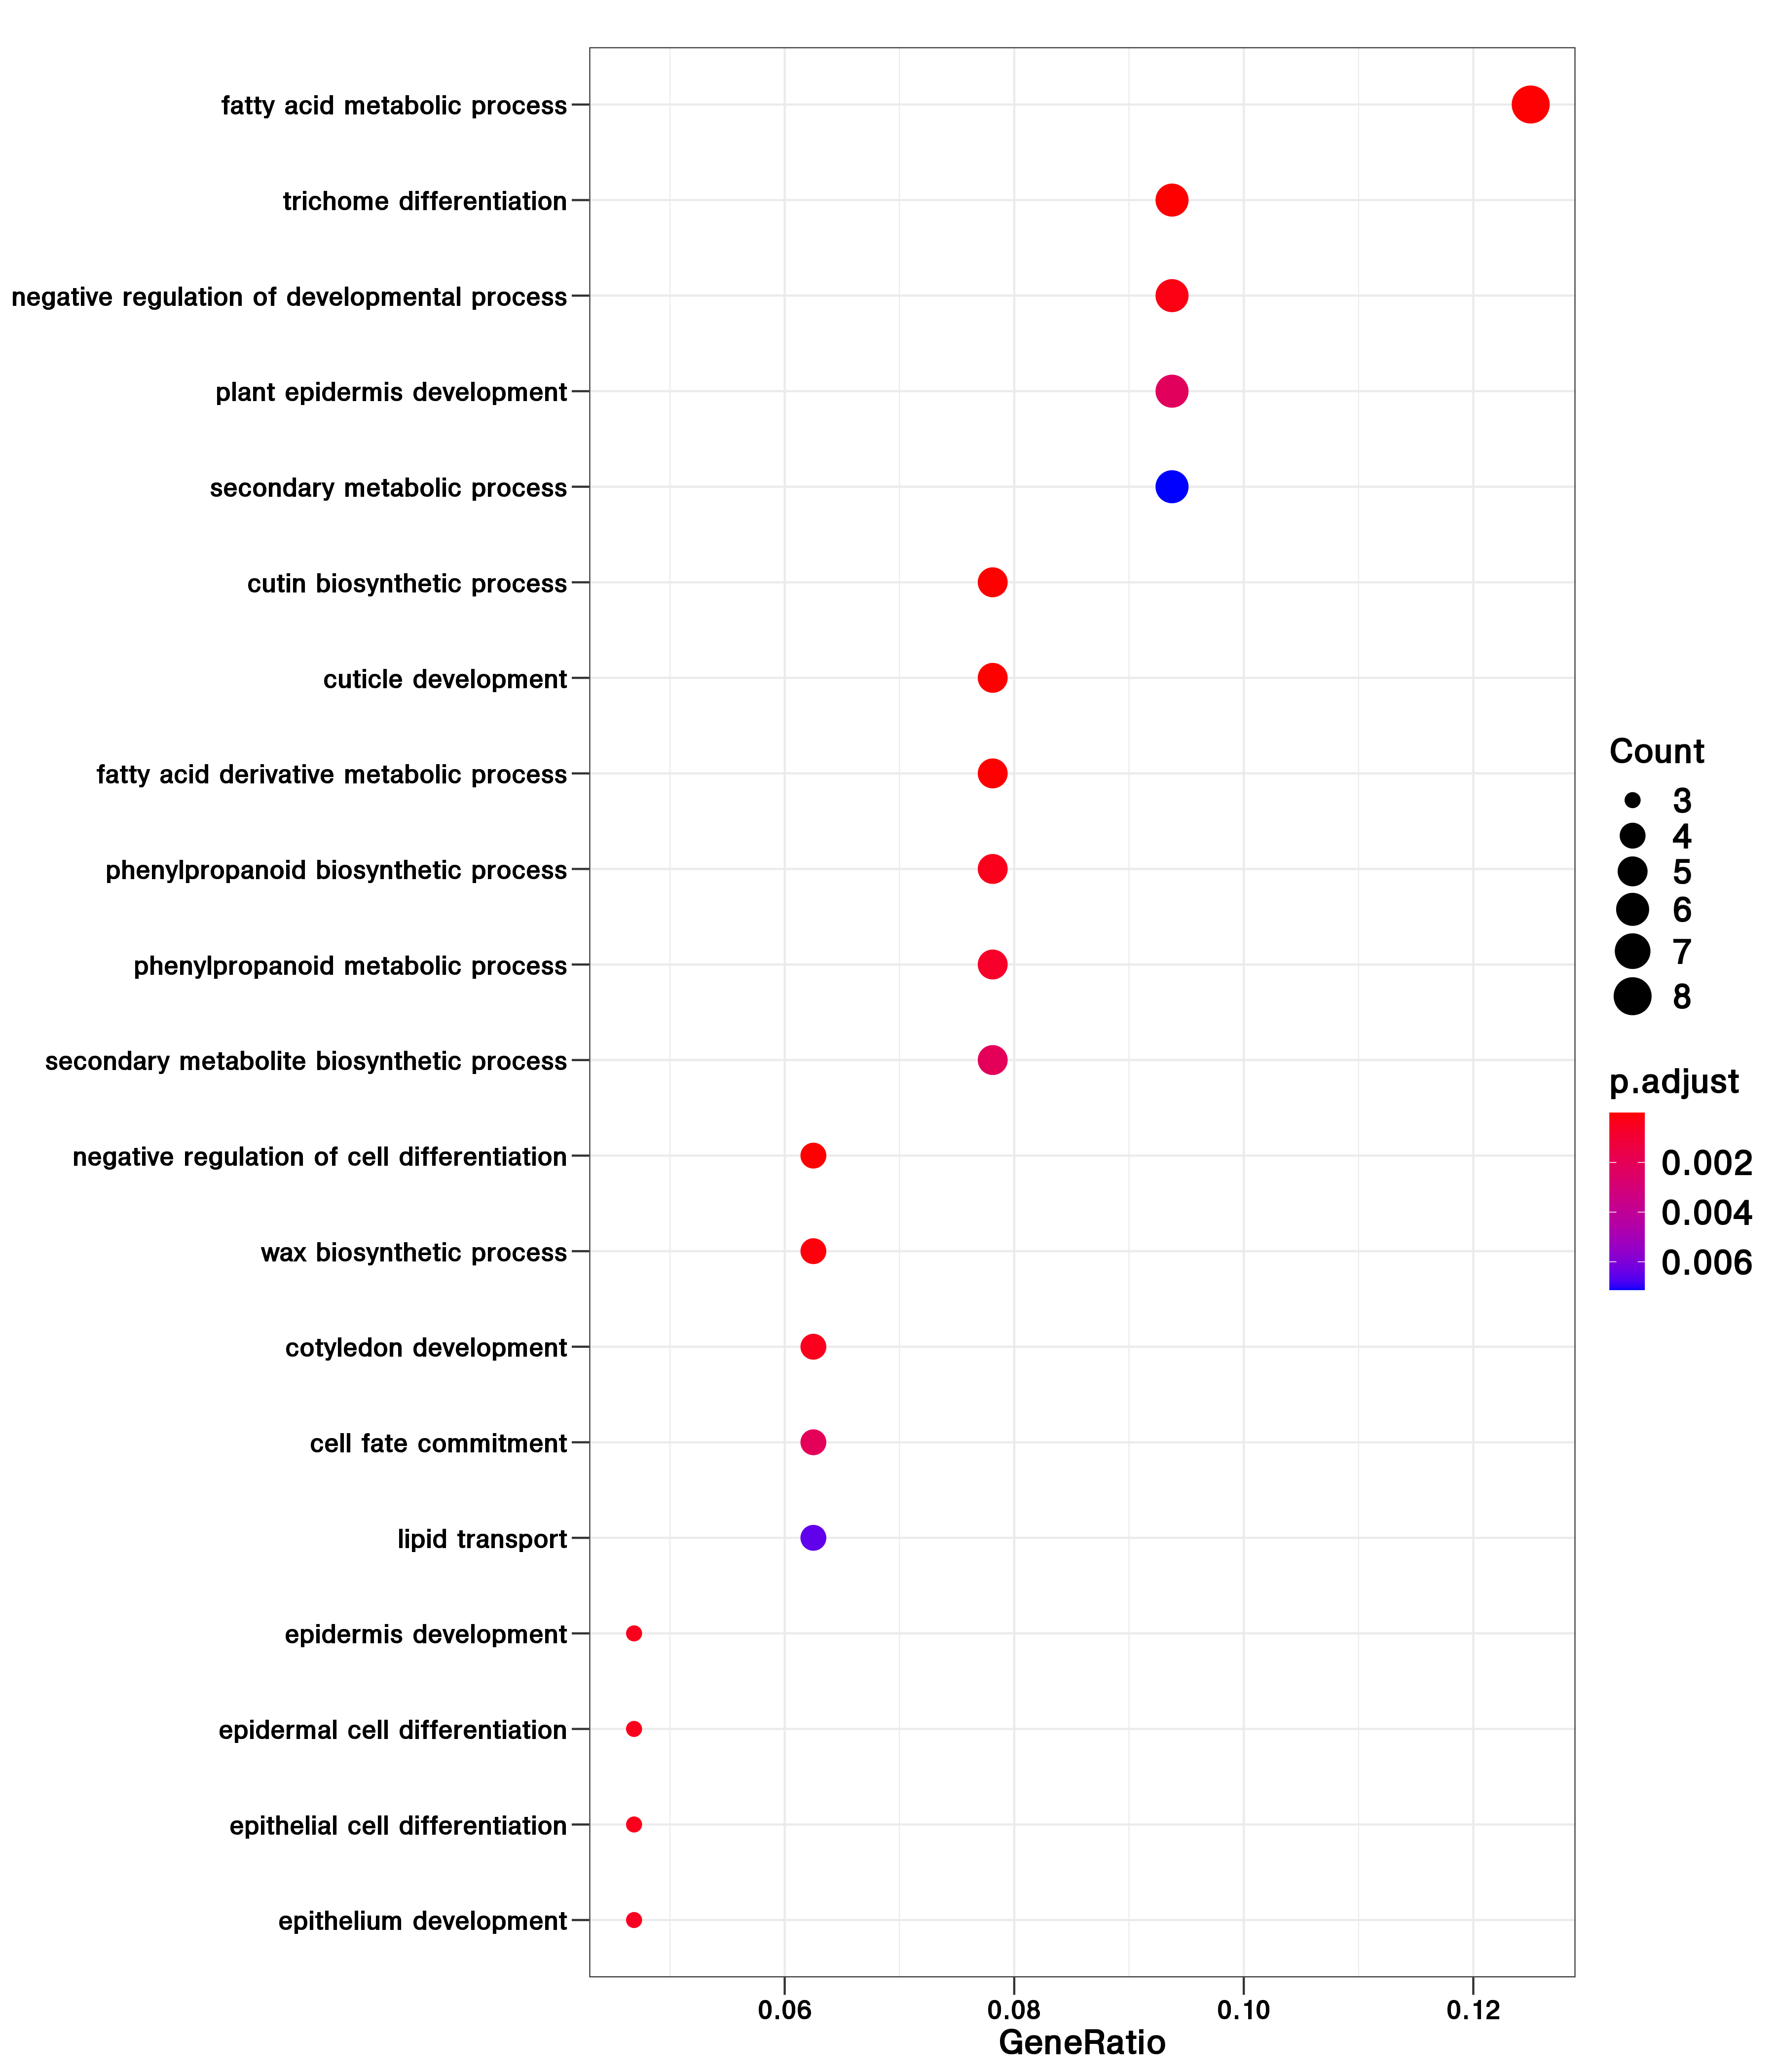 fatty acid metabolic process
trichome differentiation
negative regulation of developmental process
plant epidermis development
secondary metabolic process
cutin biosynthetic process
cuticle development
fatty acid derivative metabolic process
phenylpropanoid biosynthetic process
phenylpropanoid metabolic process
secondary metabolite biosynthetic process
negative regulation of cell differentiation
wax biosynthetic process
cotyledon development
cell fate commitment
lipid transport
epidermis development
epidermal cell differentiation
epithelial cell differentiation
epithelium development
0.06 0.08 0.10 0.12
GeneRatio
Count
3
4
5
6
7
8
p.adjust
0.002
0.004
0.006